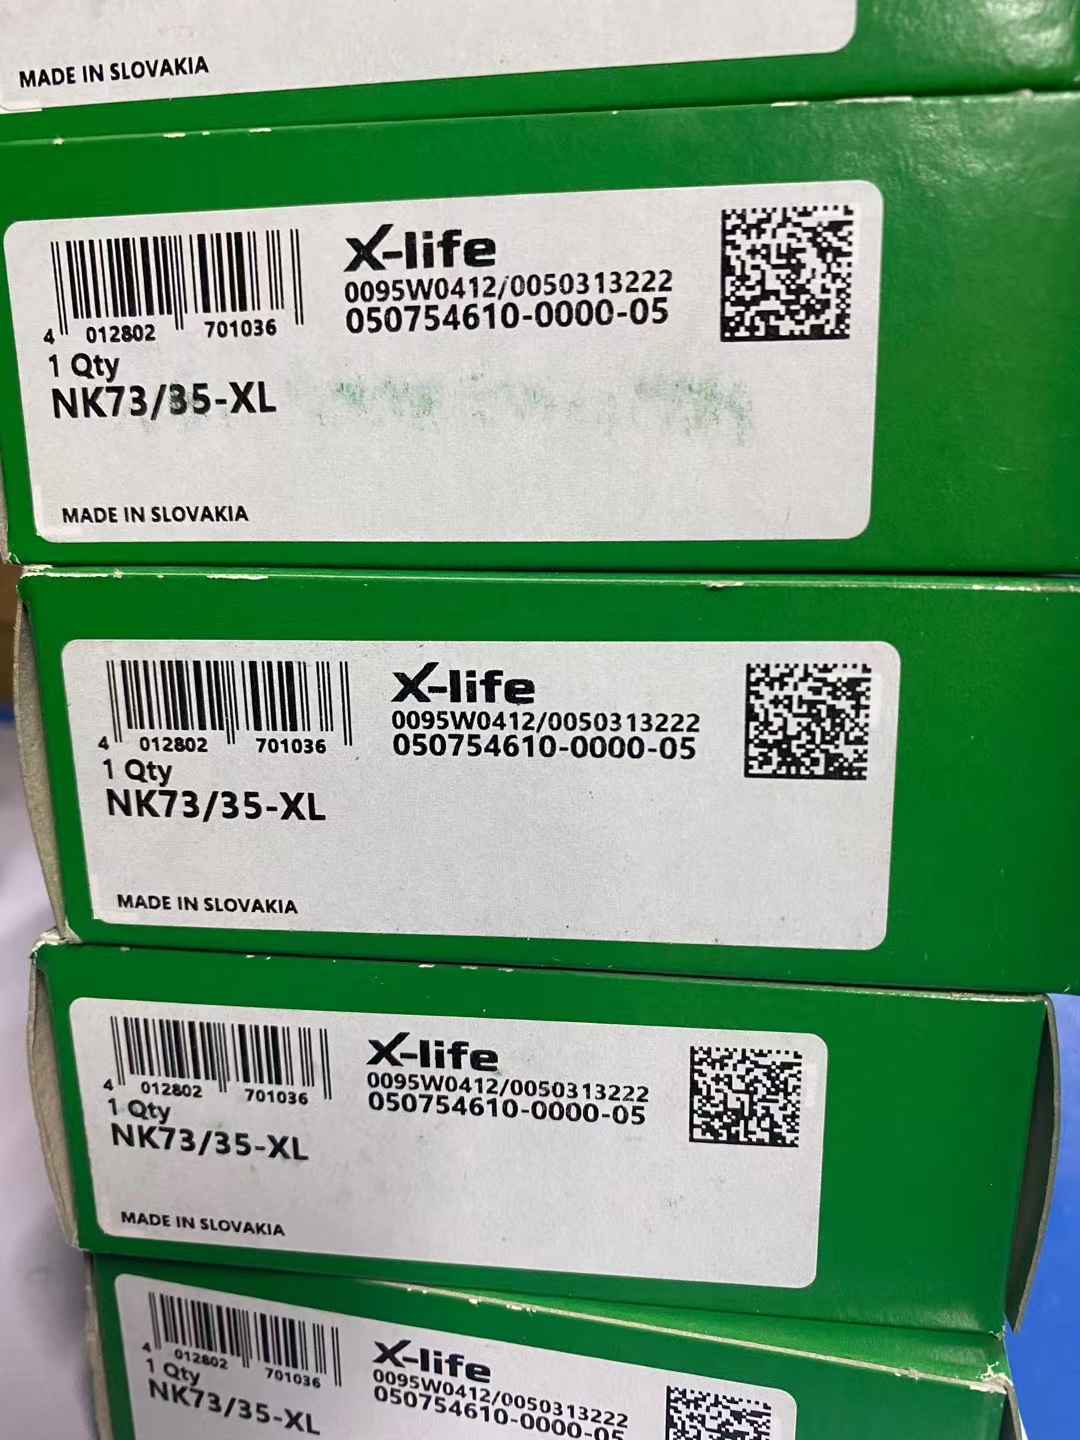 MADE IN SLOVAKIA
X-life
0095W0412/0050313222
050754610-0000-05
4 012802 701036
1 Qty
NK73/35-XL
MADE IN SLOVAKIA
X-life
0095W0412/0050313222
050754610-0000-05
4 012802 701036
1 Qty
NK73/35-XL
MADE IN SLOVAKIA
X-life
0095W0412/0050313222
050754610-0000-05
4 012802 701036
1 Qty
NK73/35-XL
MADE IN SLOVAKIA
X-life
0095W0412/0050313222
050754610-0000-05
4 012802 701036
1 Qty
NK73/35-XL